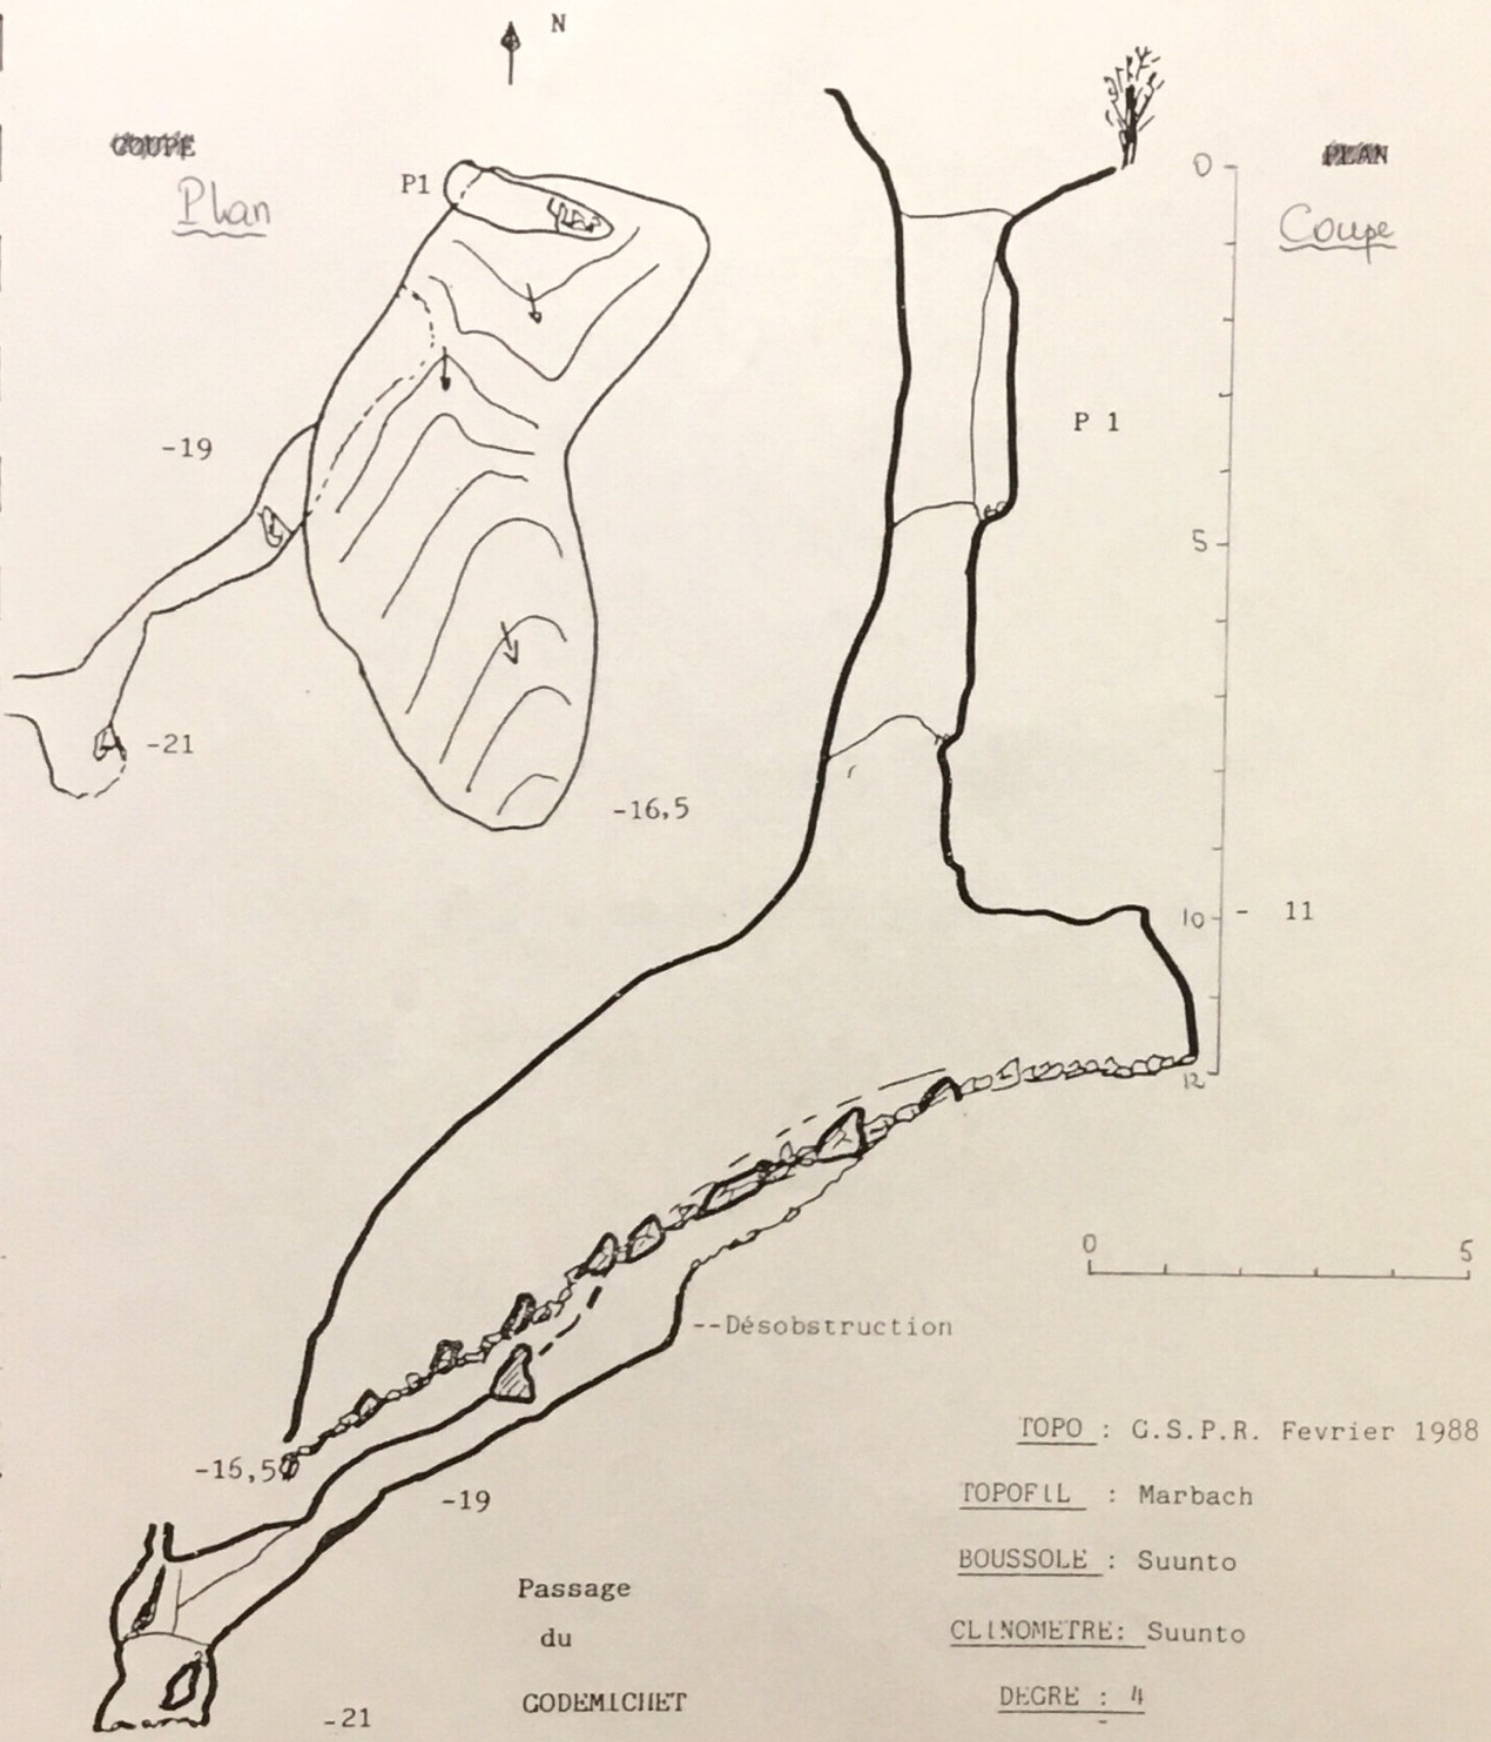 N
COUPE
Plan
P1
-19
-21
-16,5
PLAN
Coupe
0
P 1
5
10 - 11
12
0 5
--Désobstruction
-16,5
-19
Passage
du
GODEMICHET
-21
TOPO : G.S.P.R. Fevrier 1988
TOPOFIL : Marbach
BOUSSOLE : Suunto
CLINOMETRE: Suunto
DEGRE : 4